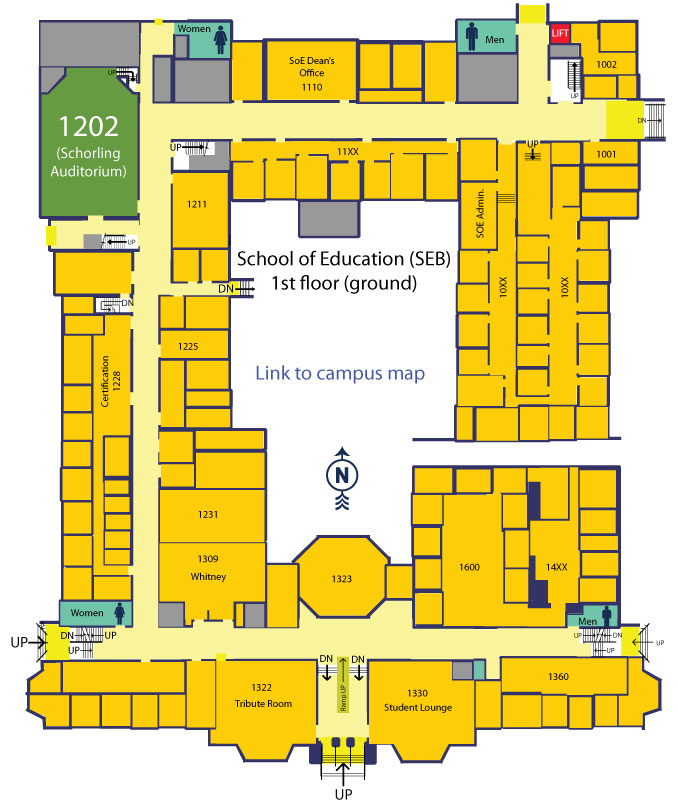 Women
Men
LIFT
SoE Dean's
Office
1110
1002
UP
UP
1202
(Schorling
Auditorium)
DN
UP
11XX
UP
1001
1211
SOE Admin.
UP
School of Education (SEB)
1st floor (ground)
DN
10XX
10XX
DN
1225
Certification
1228
Link to campus map
N
1231
1309
Whitney
1323
1600
14XX
Women
Men
UP
DN
UP
UP
UP
DN
UP
UP
DN
DN
Ramp UP
1322
Tribute Room
1330
Student Lounge
1360
UP